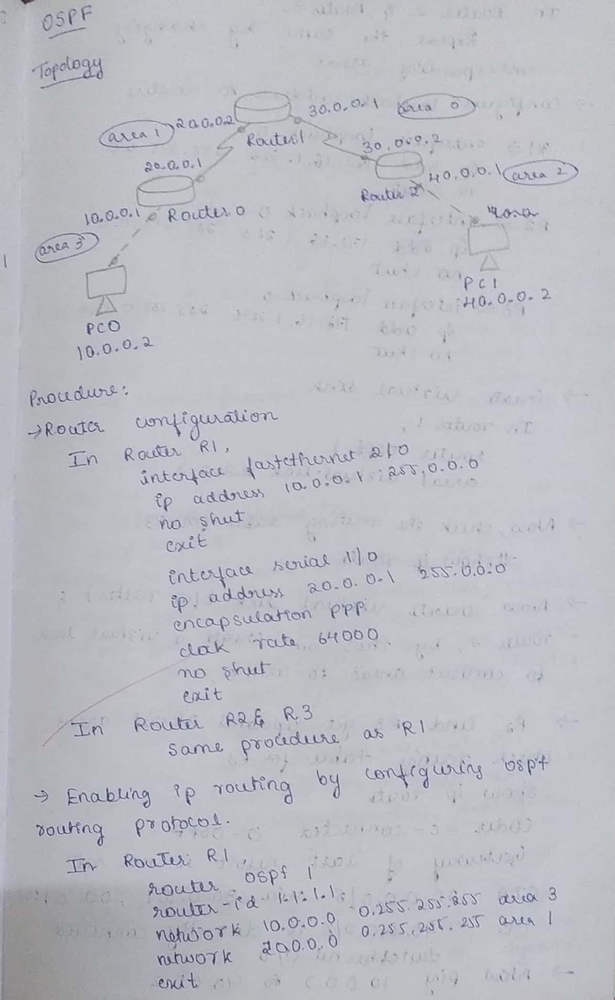 OSPF
Topology
30.0.0.1 area 0
area 1 20.0.0.2
Router 1
30.0.0.2
20.0.0.1
40.0.0.1 area 2
Router 2
10.0.0.1 Router 0
area 3
PC1
40.0.0.2
PC0
10.0.0.2
Procedure:
→ Router configuration
In Router R1,
interface fastethernet 2/0
ip address 10.0.0.1 255.0.0.0
no shut
exit
interface serial 1/0
ip address 20.0.0.1 255.0.0.0
encapsulation ppp
clock rate 64000
no shut
exit
In Router R2 & R3
same procedure as R1
→ Enabling ip routing by configuring ospf
routing protocol.
In Router R1,
router ospf 1
router-id 1.1.1.1
network 10.0.0.0 0.255.255.255 area 3
network 20.0.0.0 0.255.255.255 area 1
exit